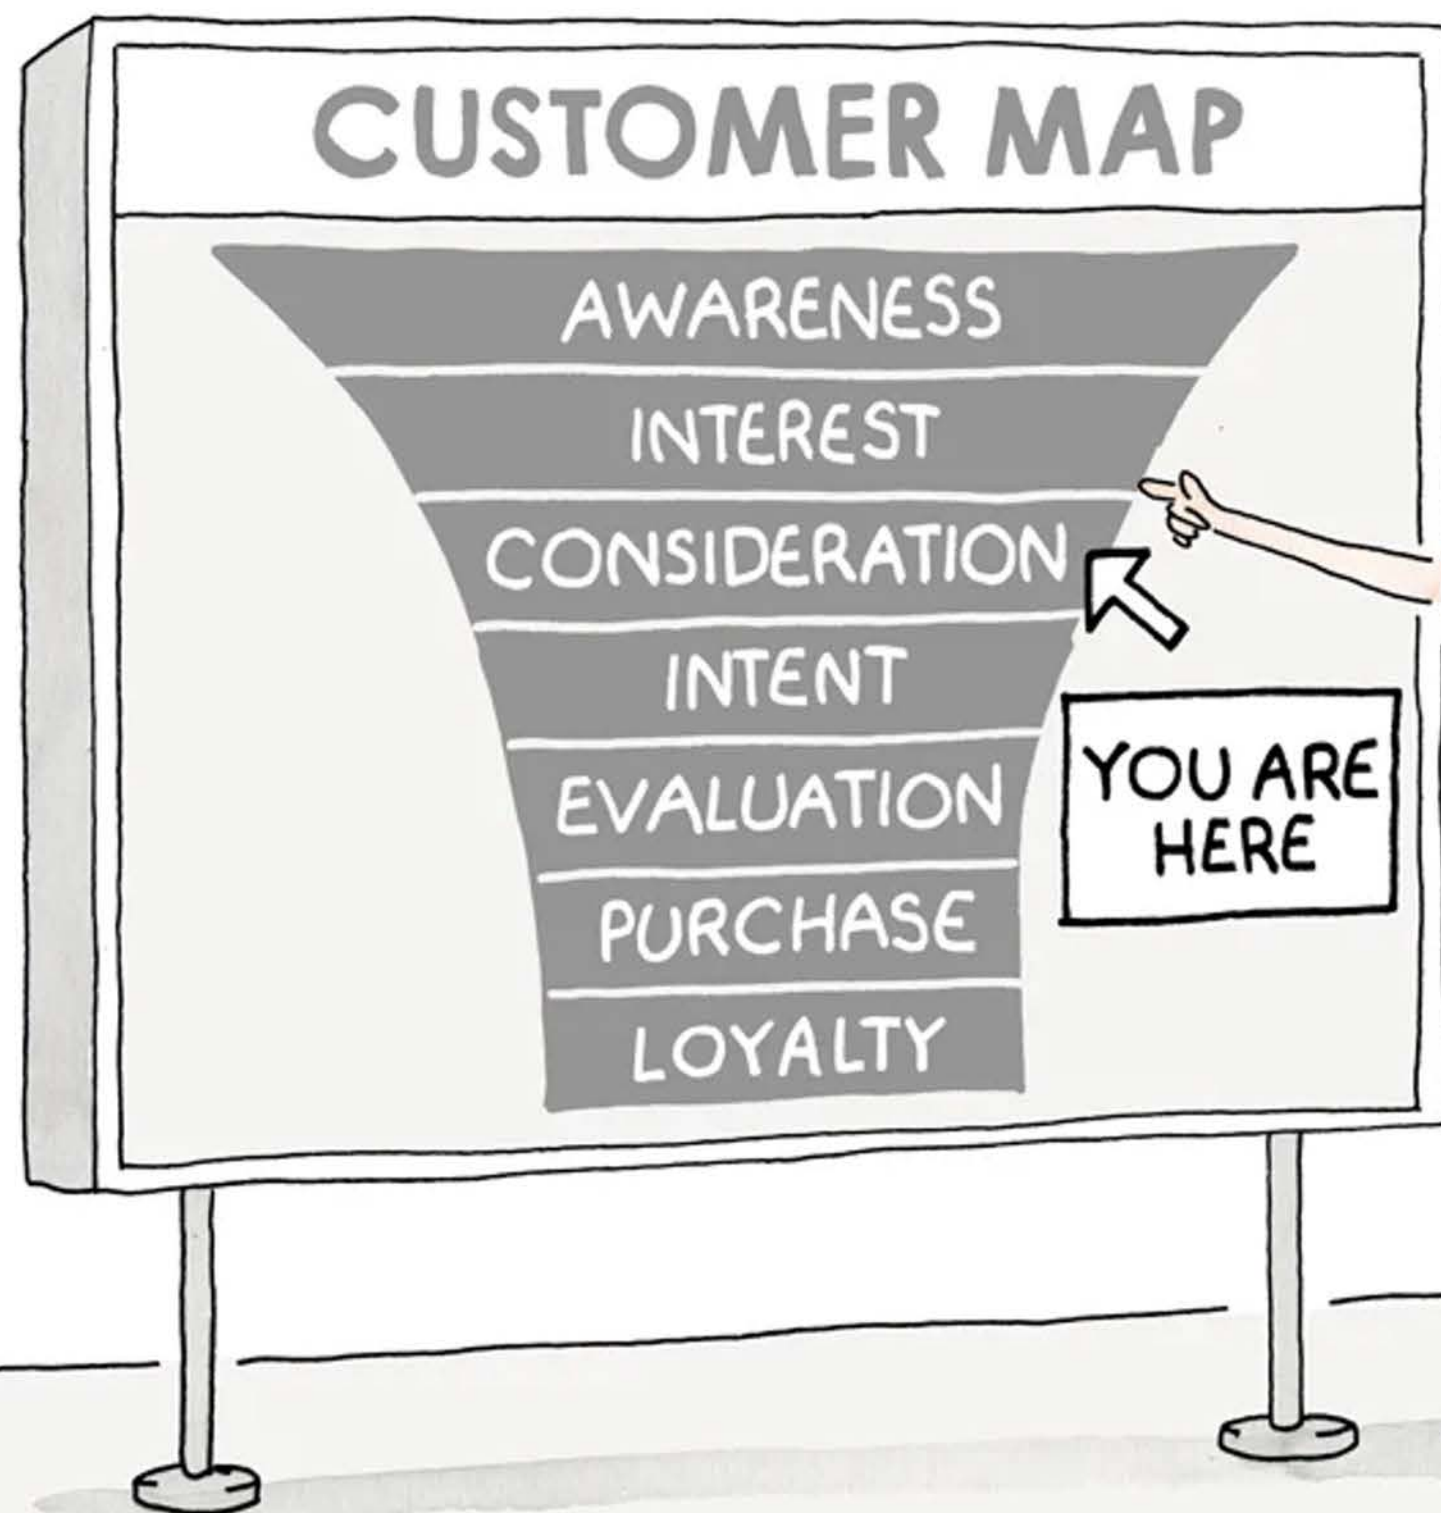 CUSTOMER MAP
AWARENESS
INTEREST
CONSIDERATION
INTENT
EVALUATION
PURCHASE
LOYALTY
YOU ARE
HERE